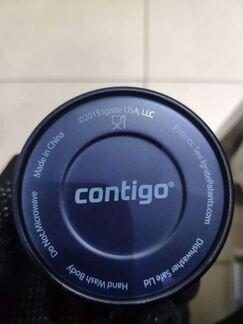 ©2015 Ignite USA, LLC
Patents: See IgnitePatents.com
Dishwasher Safe Lid
Hand Wash Body
Do Not Microwave
Made in China
contigo®